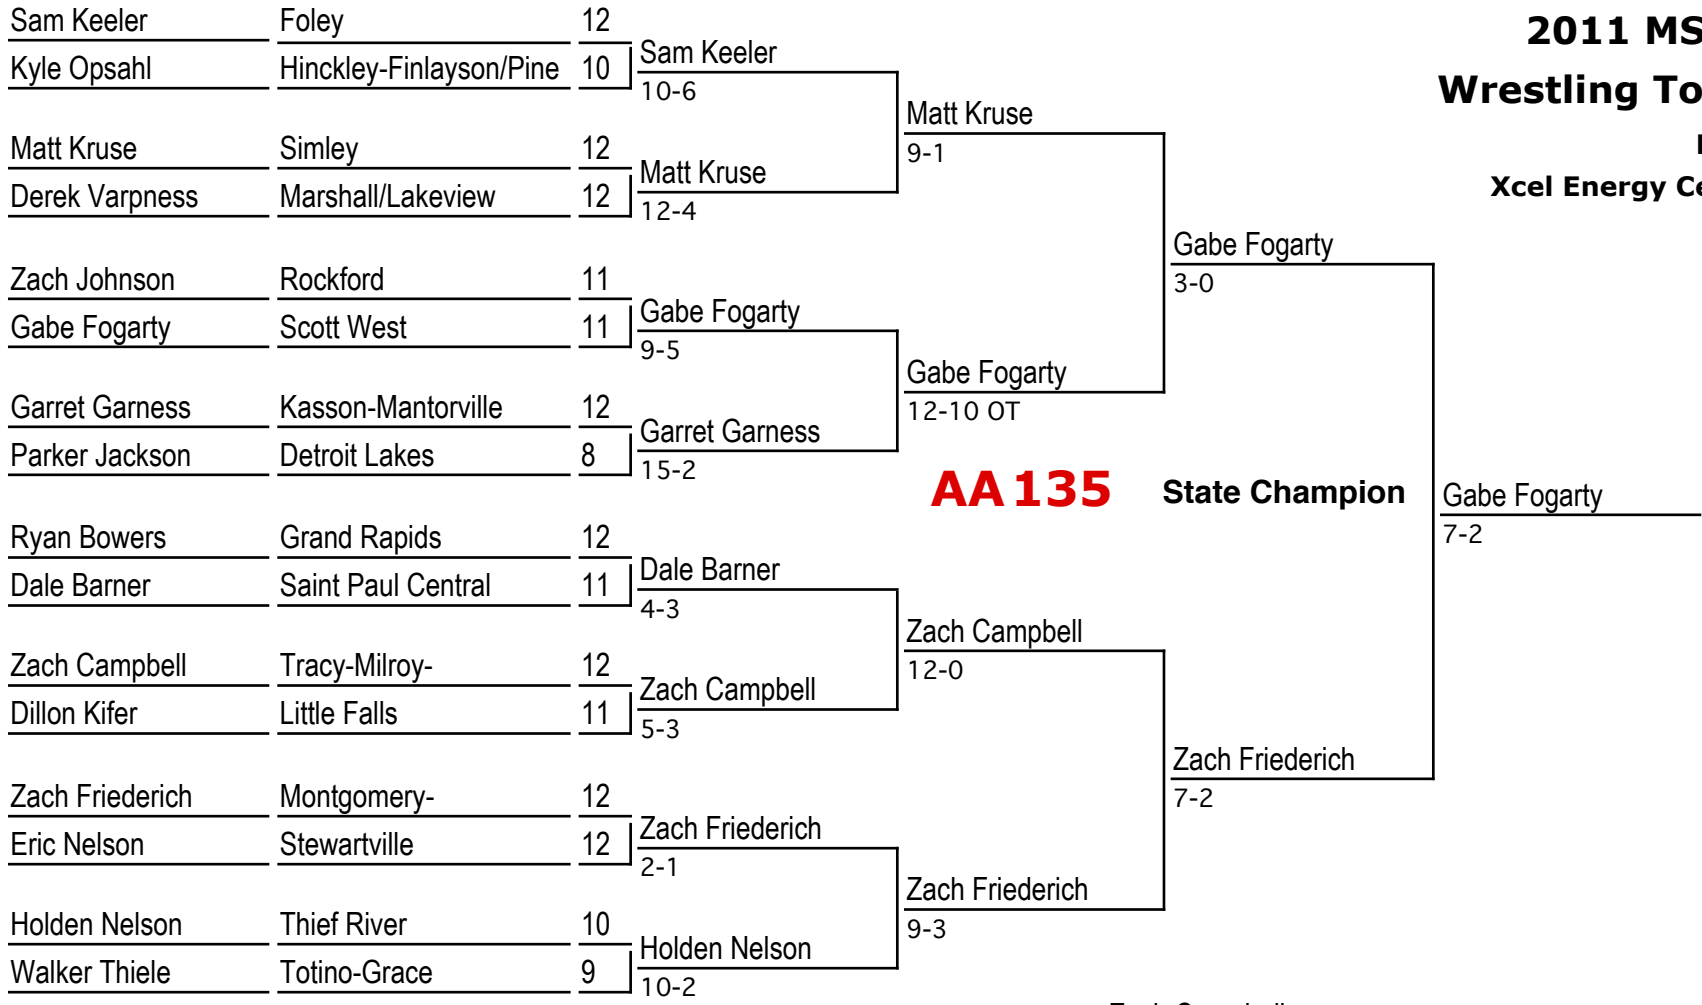 2011 MS
Wrestling To
Xcel Energy Ce
Sam Keeler Foley 12
Kyle Opsahl Hinckley-Finlayson/Pine 10
Sam Keeler
10-6
Matt Kruse Simley 12
Derek Varpness Marshall/Lakeview 12
Matt Kruse
12-4
Matt Kruse
9-1
Zach Johnson Rockford 11
Gabe Fogarty Scott West 11
Gabe Fogarty
9-5
Garret Garness Kasson-Mantorville 12
Parker Jackson Detroit Lakes 8
Garret Garness
15-2
Gabe Fogarty
12-10 OT
Gabe Fogarty
3-0
AA 135 State Champion
Gabe Fogarty
7-2
Ryan Bowers Grand Rapids 12
Dale Barner Saint Paul Central 11
Dale Barner
4-3
Zach Campbell Tracy-Milroy- 12
Dillon Kifer Little Falls 11
Zach Campbell
5-3
Zach Campbell
12-0
Zach Friederich Montgomery- 12
Eric Nelson Stewartville 12
Zach Friederich
2-1
Holden Nelson Thief River 10
Walker Thiele Totino-Grace 9
Holden Nelson
10-2
Zach Friederich
9-3
Zach Friederich
7-2